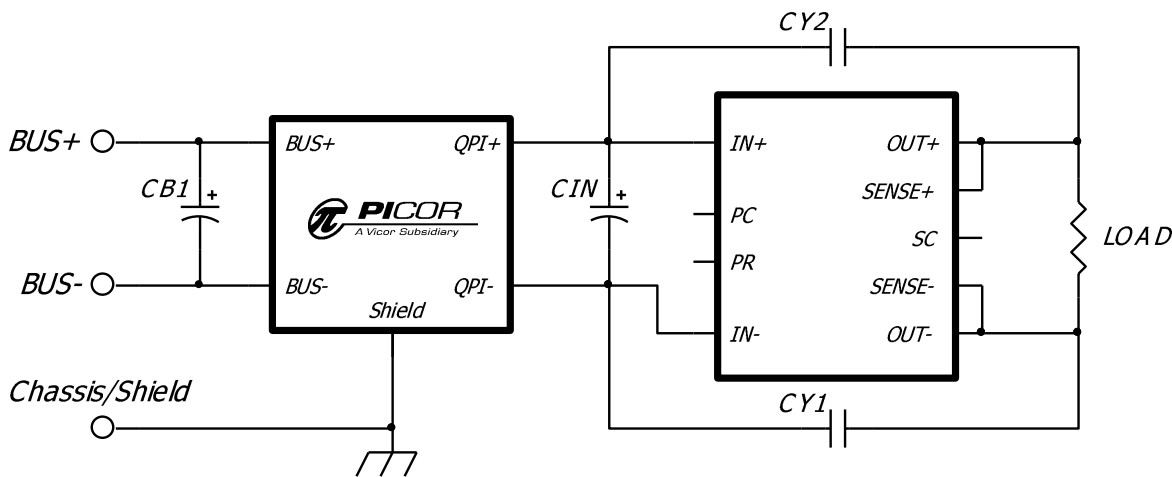 CY2
BUS+
BUS+
QPI+
IN+
OUT+
CB1
+
CIN
+
SENSE+
PICOR
A Vicor Subsidiary
PC
SC
LOAD
PR
BUS-
BUS-
QPI-
SENSE-
Shield
IN-
OUT-
Chassis/Shield
CY1